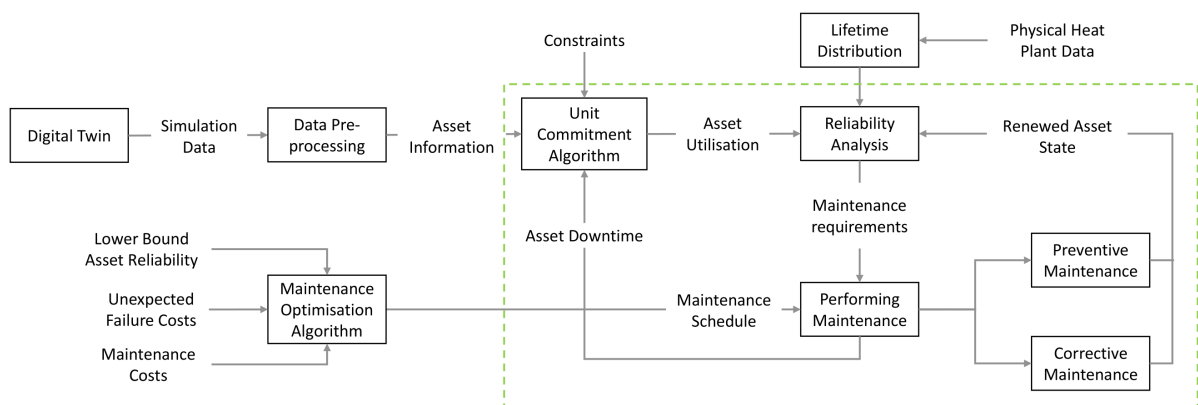 Constraints
Lifetime
Distribution
Physical Heat
Plant Data
Digital Twin
Simulation
Data
Data Pre-
processing
Asset
Information
Unit
Commitment
Algorithm
Asset
Utilisation
Reliability
Analysis
Renewed Asset
State
Maintenance
requirements
Asset Downtime
Lower Bound
Asset Reliability
Unexpected
Failure Costs
Maintenance
Costs
Maintenance
Optimisation
Algorithm
Maintenance
Schedule
Performing
Maintenance
Preventive
Maintenance
Corrective
Maintenance